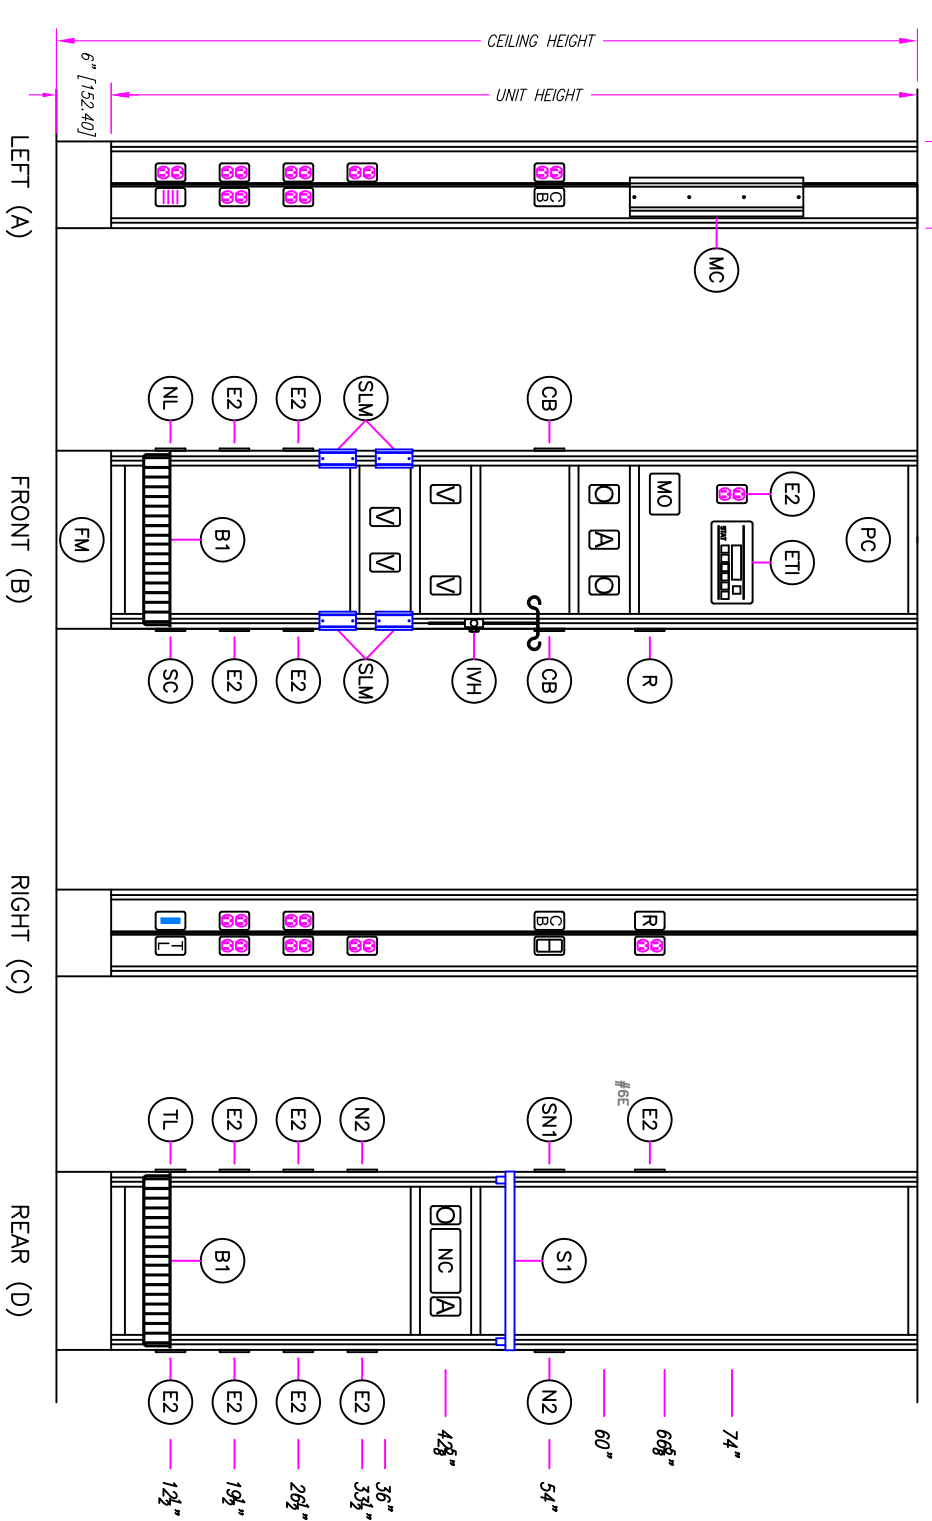 CEILING HEIGHT
UNIT HEIGHT
6" [152.40]
LEFT (A)
MC
C
B
FRONT (B)
NL
E2
E2
SLM
CB
FM
B1
V
V
V
V
O
A
O
MO
E2
ETI
STAT
PC
SC
E2
E2
SLM
IVH
CB
R
RIGHT (C)
C
B
R
T
L
REAR (D)
TL
E2
E2
N2
SN1
E2
#6E
B1
O
NC
A
S1
E2
E2
E2
E2
N2
12½"
19½"
26½"
33½"
36"
42⅝"
54"
60"
66⅝"
74"